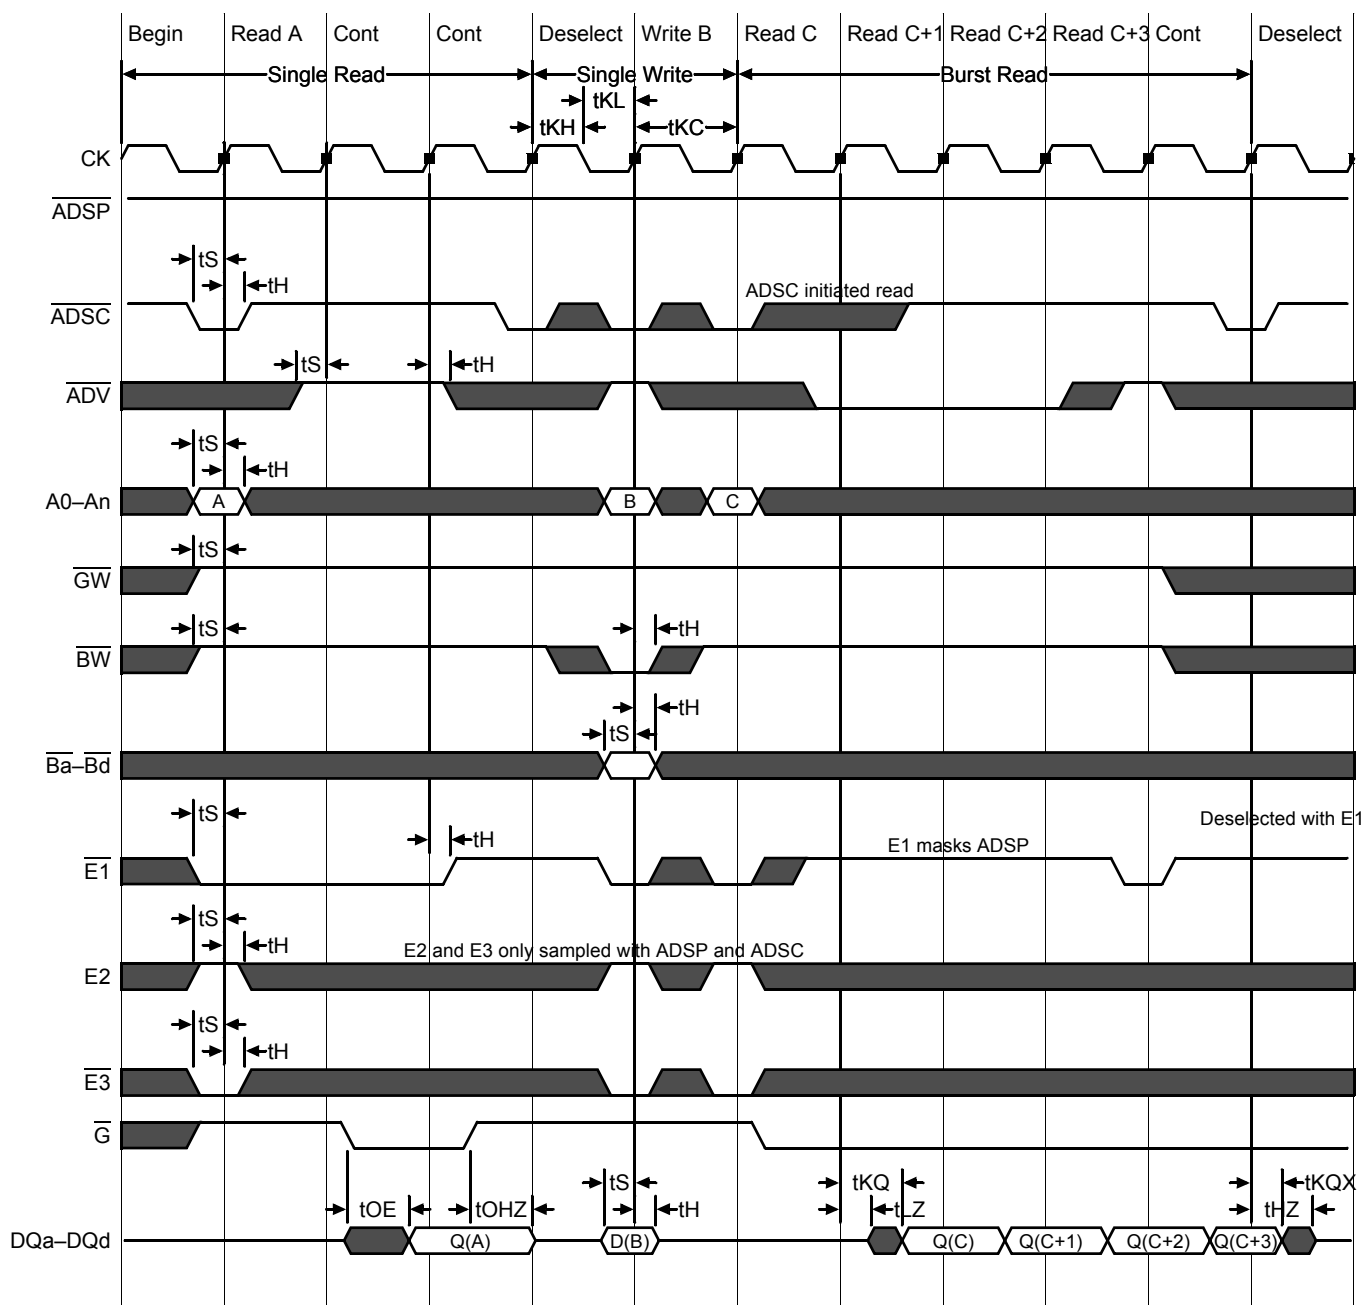 Begin Read A Cont Cont Deselect Write B Read C Read C+1 Read C+2 Read C+3 Cont Deselect
Single Read Single Write Burst Read
tKL
tKH tKC
CK
ADSP
tS
tH
ADSC initiated read
ADSC
tS tH
ADV
tS
tH
A0–An A B C
tS
GW
tS tH
BW
tH
tS
Ba–Bd
tS
Deselected with E1
tH
E1 masks ADSP
E1
tS
tH
E2 and E3 only sampled with ADSP and ADSC
E2
tS
tH
E3
G
tS tKQ tKQX
tOE tOHZ tH tLZ tHZ
DQa–DQd Q(A) D(B) Q(C) Q(C+1) Q(C+2) Q(C+3)